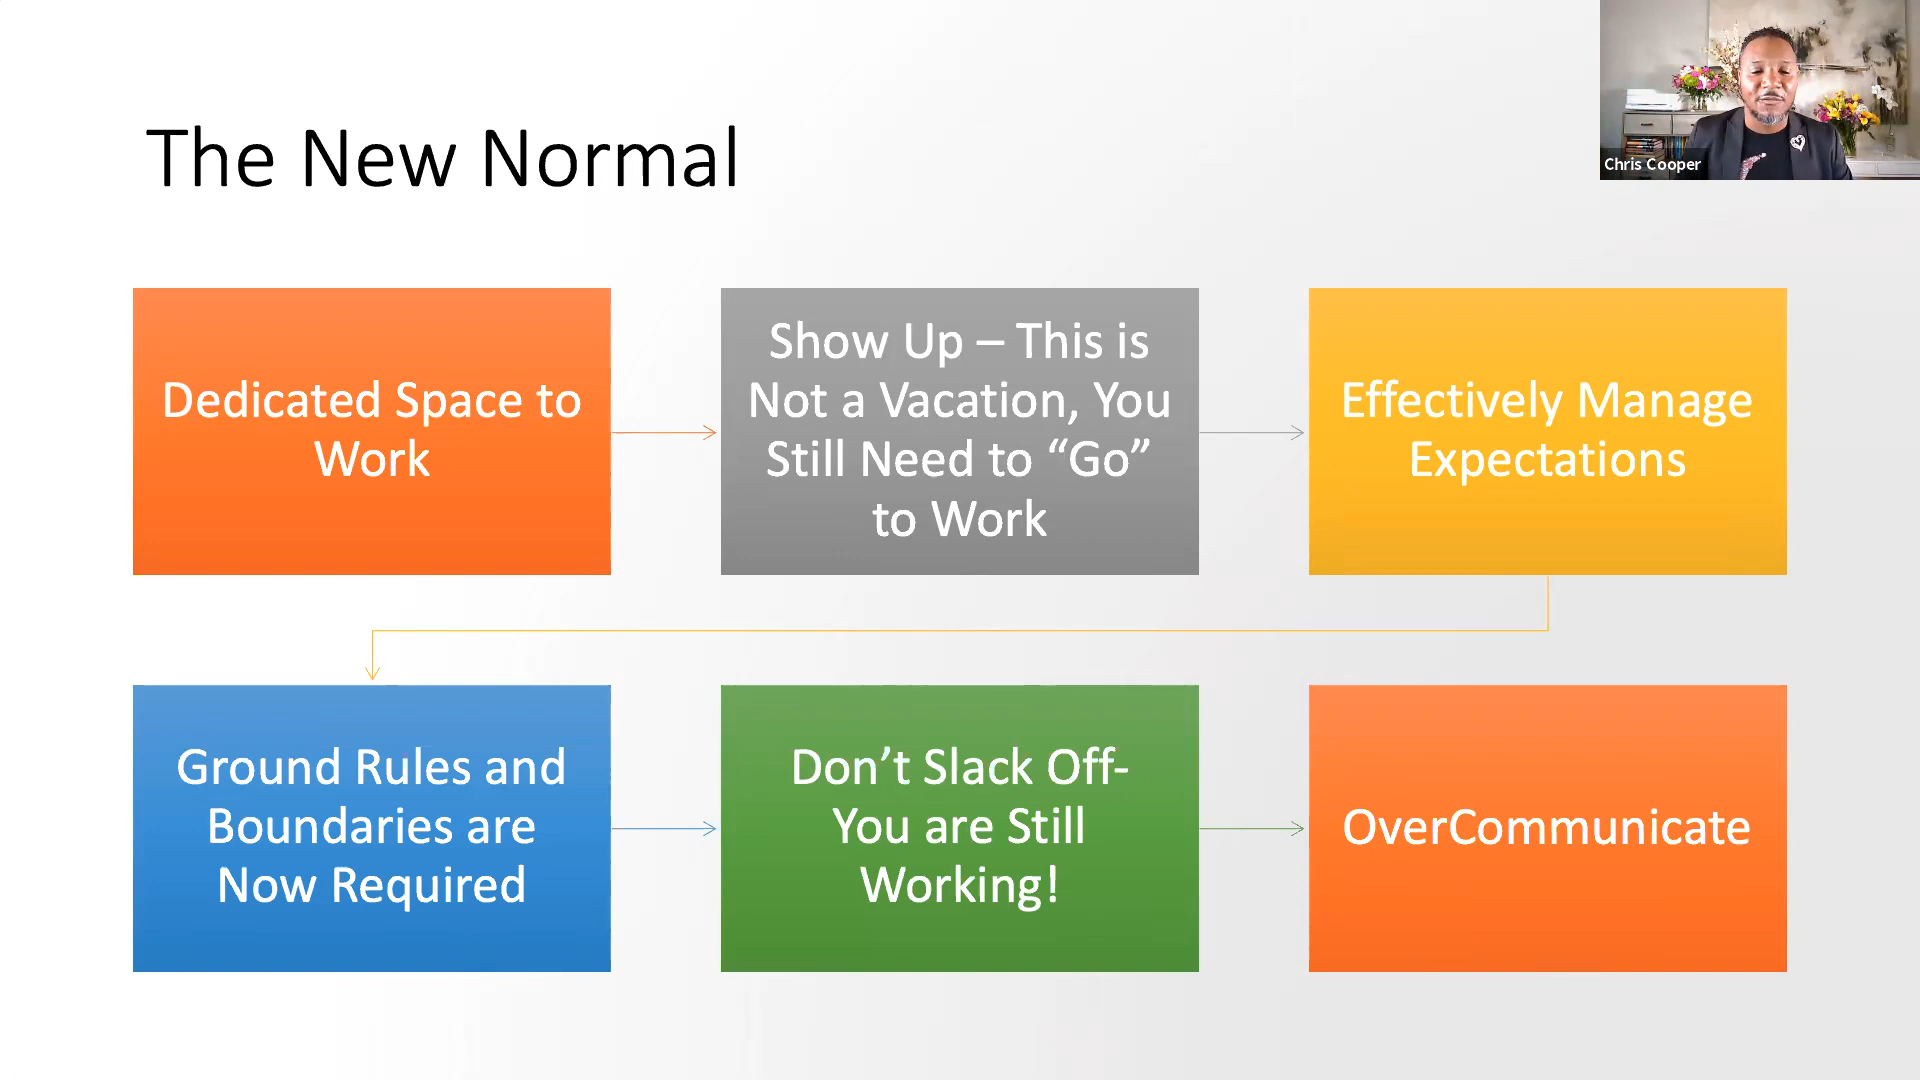 The New Normal
Chris Cooper
Dedicated Space to
Work
Show Up – This is
Not a Vacation, You
Still Need to “Go”
to Work
Effectively Manage
Expectations
Ground Rules and
Boundaries are
Now Required
Don’t Slack Off-
You are Still
Working!
OverCommunicate